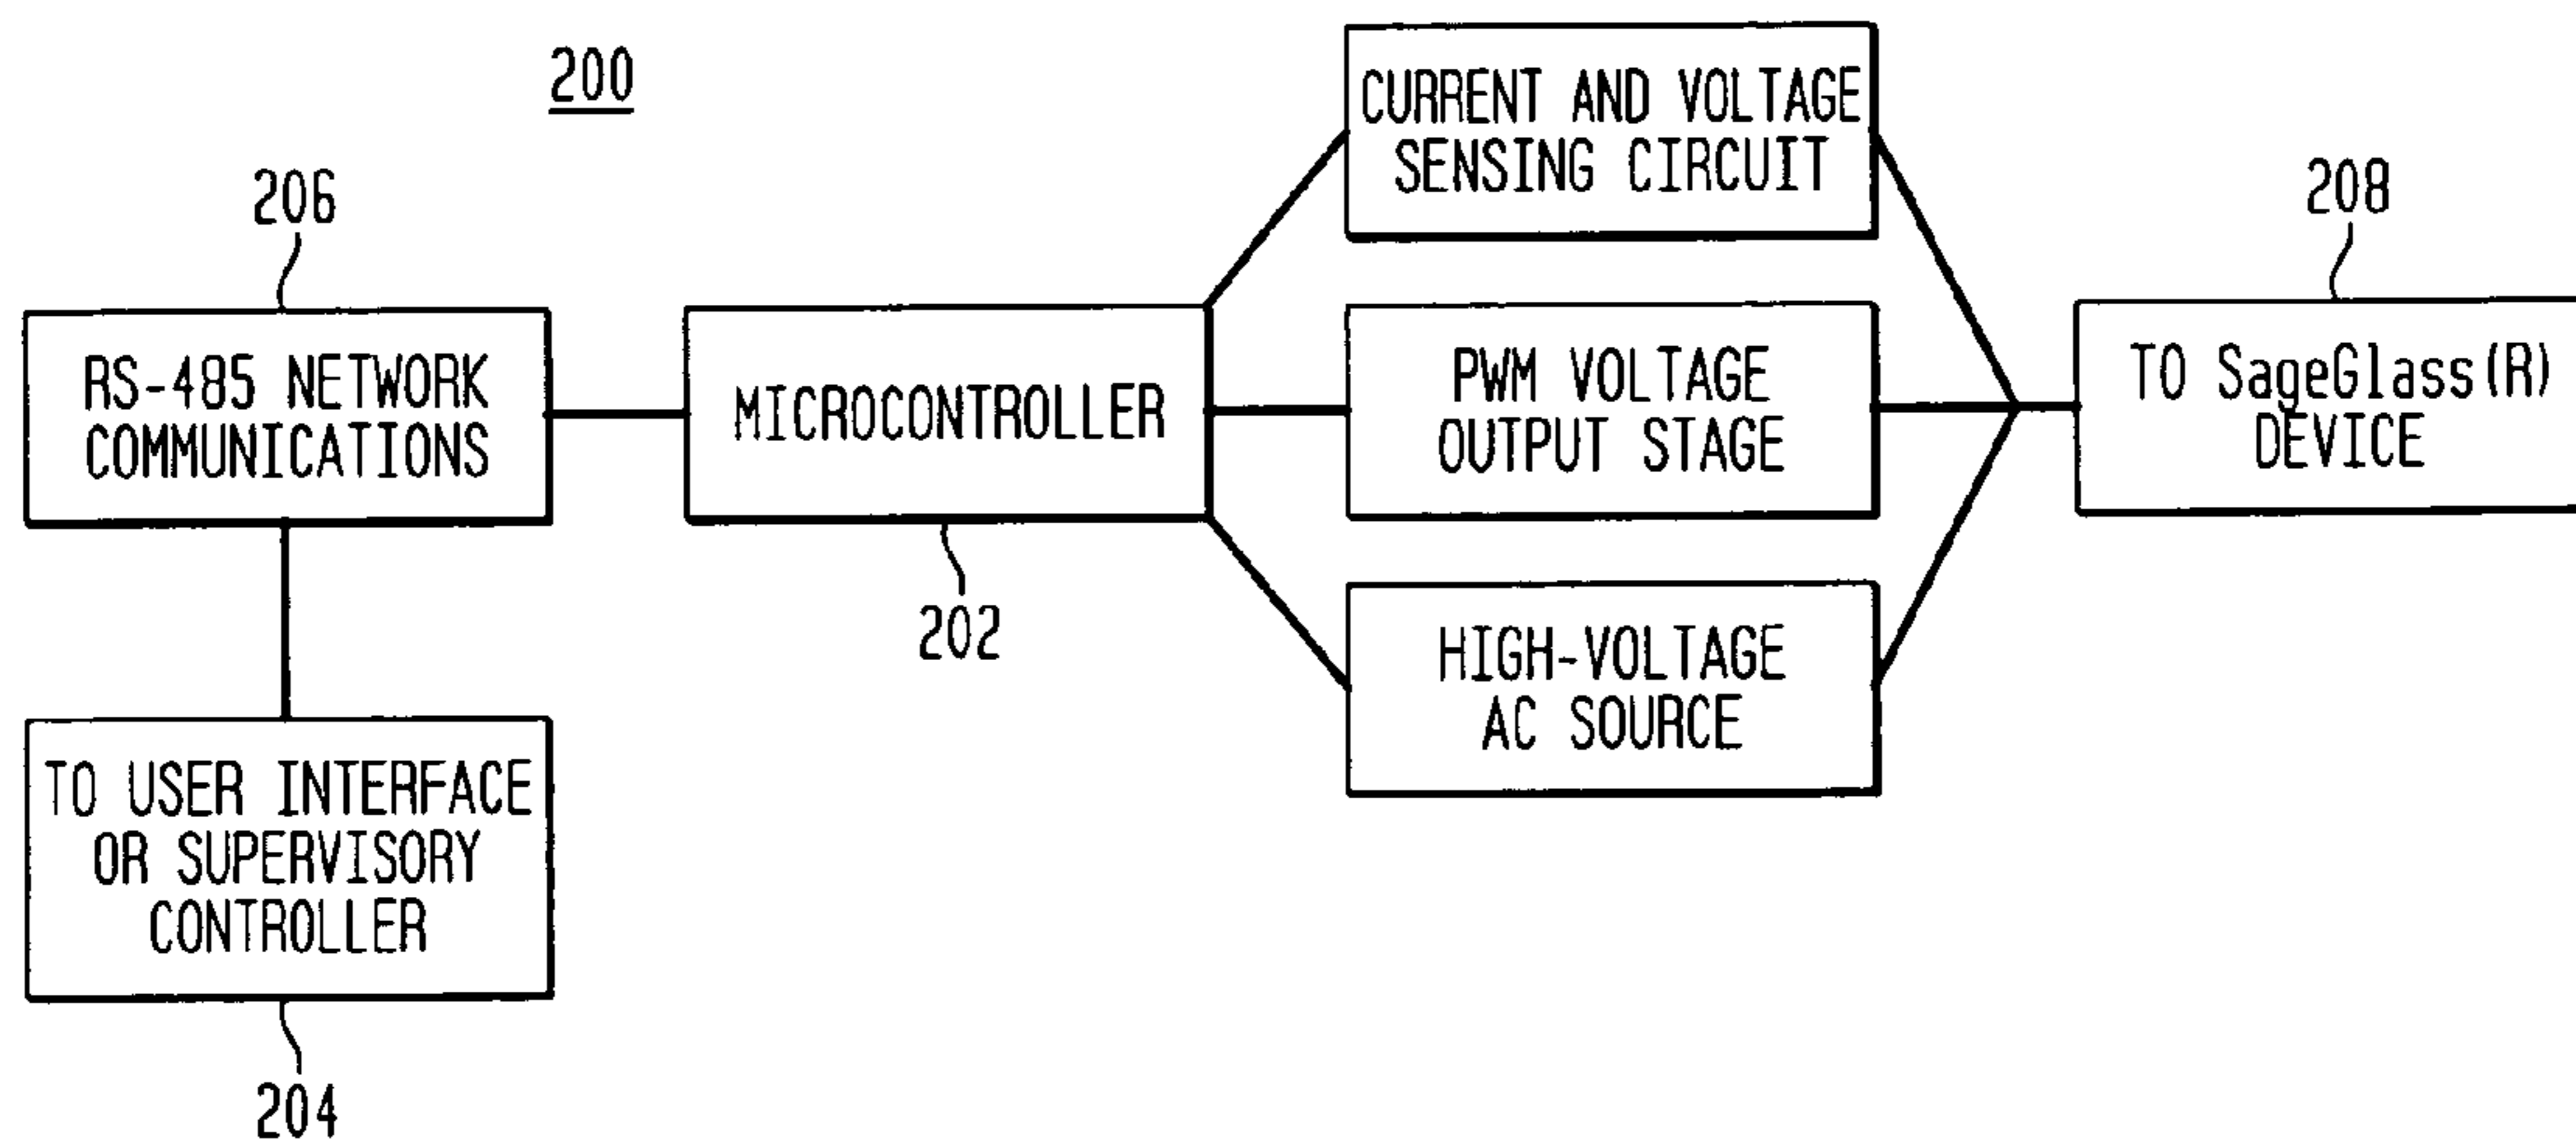 200
206
RS-485 NETWORK
COMMUNICATIONS
TO USER INTERFACE
OR SUPERVISORY
CONTROLLER
204
MICROCONTROLLER
202
CURRENT AND VOLTAGE
SENSING CIRCUIT
PWM VOLTAGE
OUTPUT STAGE
HIGH-VOLTAGE
AC SOURCE
208
TO SageGlass(R)
DEVICE